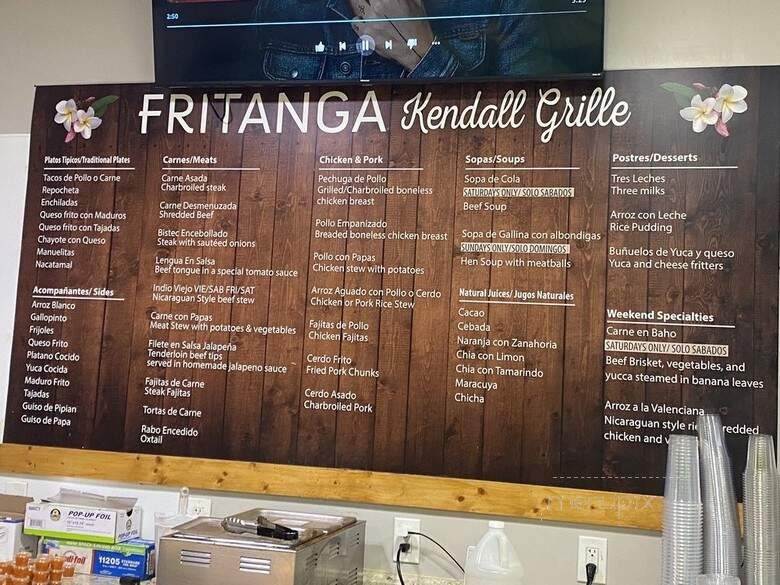 2:50
3:25
FRITANGA Kendall Grille
Platos Tipicos/Traditional Plates
Tacos de Pollo o Carne
Repocheta
Enchiladas
Queso frito con Maduros
Queso frito con Tajadas
Chayote con Queso
Manuelitas
Nacatamal
Acompañantes/ Sides
Arroz Blanco
Gallopinto
Frijoles
Queso Frito
Platano Cocido
Yuca Cocida
Maduro Frito
Tajadas
Guiso de Pipian
Guiso de Papa
Carnes/Meats
Carne Asada
Charbroiled steak
Carne Desmenuzada
Shredded Beef
Bistec Encebollado
Steak with sautéed onions
Lengua En Salsa
Beef tongue in a special tomato sauce
Indio Viejo VIE/SAB FRI/SAT
Nicaraguan Style beef stew
Carne con Papas
Meat Stew with potatoes & vegetables
Filete en Salsa Jalapeña
Tenderloin beef tips
served in homemade jalapeno sauce
Fajitas de Carne
Steak Fajitas
Tortas de Carne
Rabo Encedido
Oxtail
Chicken & Pork
Pechuga de Pollo
Grilled/Charbroiled boneless
chicken breast
Pollo Empanizado
Breaded boneless chicken breast
Pollo con Papas
Chicken stew with potatoes
Arroz Aguado con Pollo o Cerdo
Chicken or Pork Rice Stew
Fajitas de Pollo
Chicken Fajitas
Cerdo Frito
Fried Pork Chunks
Cerdo Asado
Charbroiled Pork
Sopas/Soups
Sopa de Cola
SATURDAYS ONLY/ SOLO SABADOS
Beef Soup
Sopa de Gallina con albondigas
SUNDAYS ONLY/SOLO DOMINGOS
Hen Soup with meatballs
Natural Juices/ Jugos Naturales
Cacao
Cebada
Naranja con Zanahoria
Chia con Limon
Chia con Tamarindo
Maracuya
Chicha
Postres/Desserts
Tres Leches
Three milks
Arroz con Leche
Rice Pudding
Buñuelos de Yuca y queso
Yuca and cheese fritters
Weekend Specialties
Carne en Baho
SATURDAYS ONLY/ SOLO SABADOS
Beef Brisket, vegetables, and
yucca steamed in banana leaves
Arroz a la Valenciana
Nicaraguan style
chicken and
POP-UP FOIL
POP-UP FOIL
11205